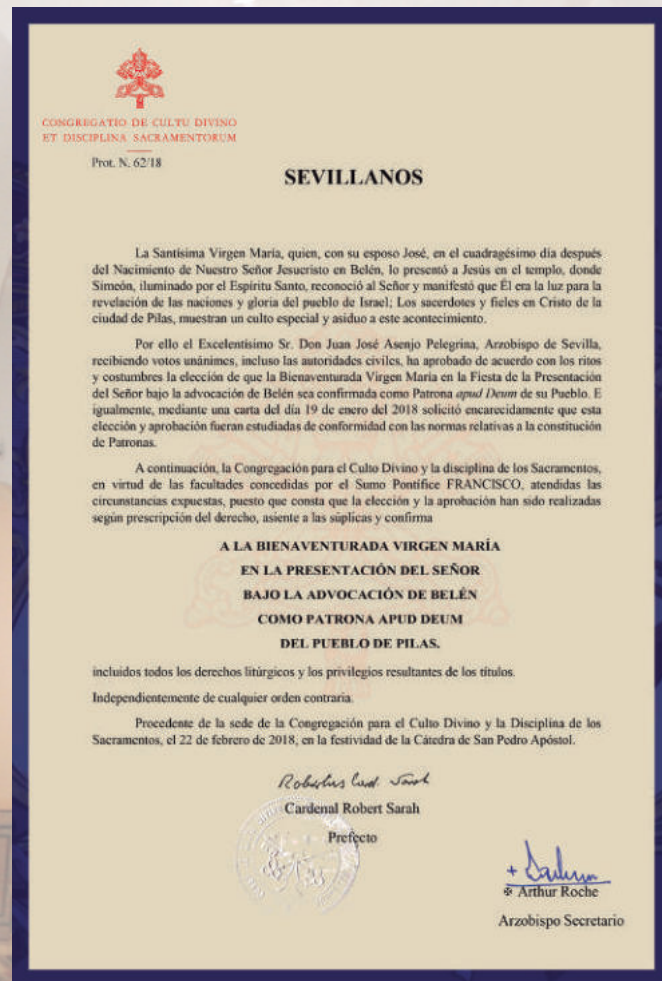 CONGREGATIO DE CULTU DIVINO
ET DISCIPLINA SACRAMENTORUM
Prot. N. 62/18
SEVILLANOS
La Santísima Virgen María, quien, con su esposo José, en el cuadragésimo día después
del Nacimiento de Nuestro Señor Jesucristo en Belén, lo presentó a Jesús en el templo, donde
Simeón, iluminado por el Espíritu Santo, reconoció al Señor y manifestó que Él era la luz para la
revelación de las naciones y gloria del pueblo de Israel; Los sacerdotes y fieles en Cristo de la
ciudad de Pilas, muestran un culto especial y asiduo a este acontecimiento.
Por ello el Excelentísimo Sr. Don Juan José Asenjo Pelegrina, Arzobispo de Sevilla,
recibiendo votos unánimes, incluso las autoridades civiles, ha aprobado de acuerdo con los ritos
y costumbres la elección de que la Bienaventurada Virgen María en la Fiesta de la Presentación
del Señor bajo la advocación de Belén sea confirmada como Patrona apud Deum de su Pueblo. E
igualmente, mediante una carta del día 19 de enero del 2018 solicitó encarecidamente que esta
elección y aprobación fueran estudiadas de conformidad con las normas relativas a la constitución
de Patronas.
A continuación, la Congregación para el Culto Divino y la disciplina de los Sacramentos,
en virtud de las facultades concedidas por el Sumo Pontífice FRANCISCO, atendidas las
circunstancias expuestas, puesto que consta que la elección y la aprobación han sido realizadas
según prescripción del derecho, asiente a las súplicas y confirma
A LA BIENAVENTURADA VIRGEN MARÍA
EN LA PRESENTACIÓN DEL SEÑOR
BAJO LA ADVOCACIÓN DE BELÉN
COMO PATRONA APUD DEUM
DEL PUEBLO DE PILAS.
incluidos todos los derechos litúrgicos y los privilegios resultantes de los títulos.
Independientemente de cualquier orden contraria.
Procedente de la sede de la Congregación para el Culto Divino y la Disciplina de los
Sacramentos, el 22 de febrero de 2018, en la festividad de la Cátedra de San Pedro Apóstol.
Robertus Card. Sarah
Cardenal Robert Sarah
Prefecto
✠ Arthur Roche
Arzobispo Secretario